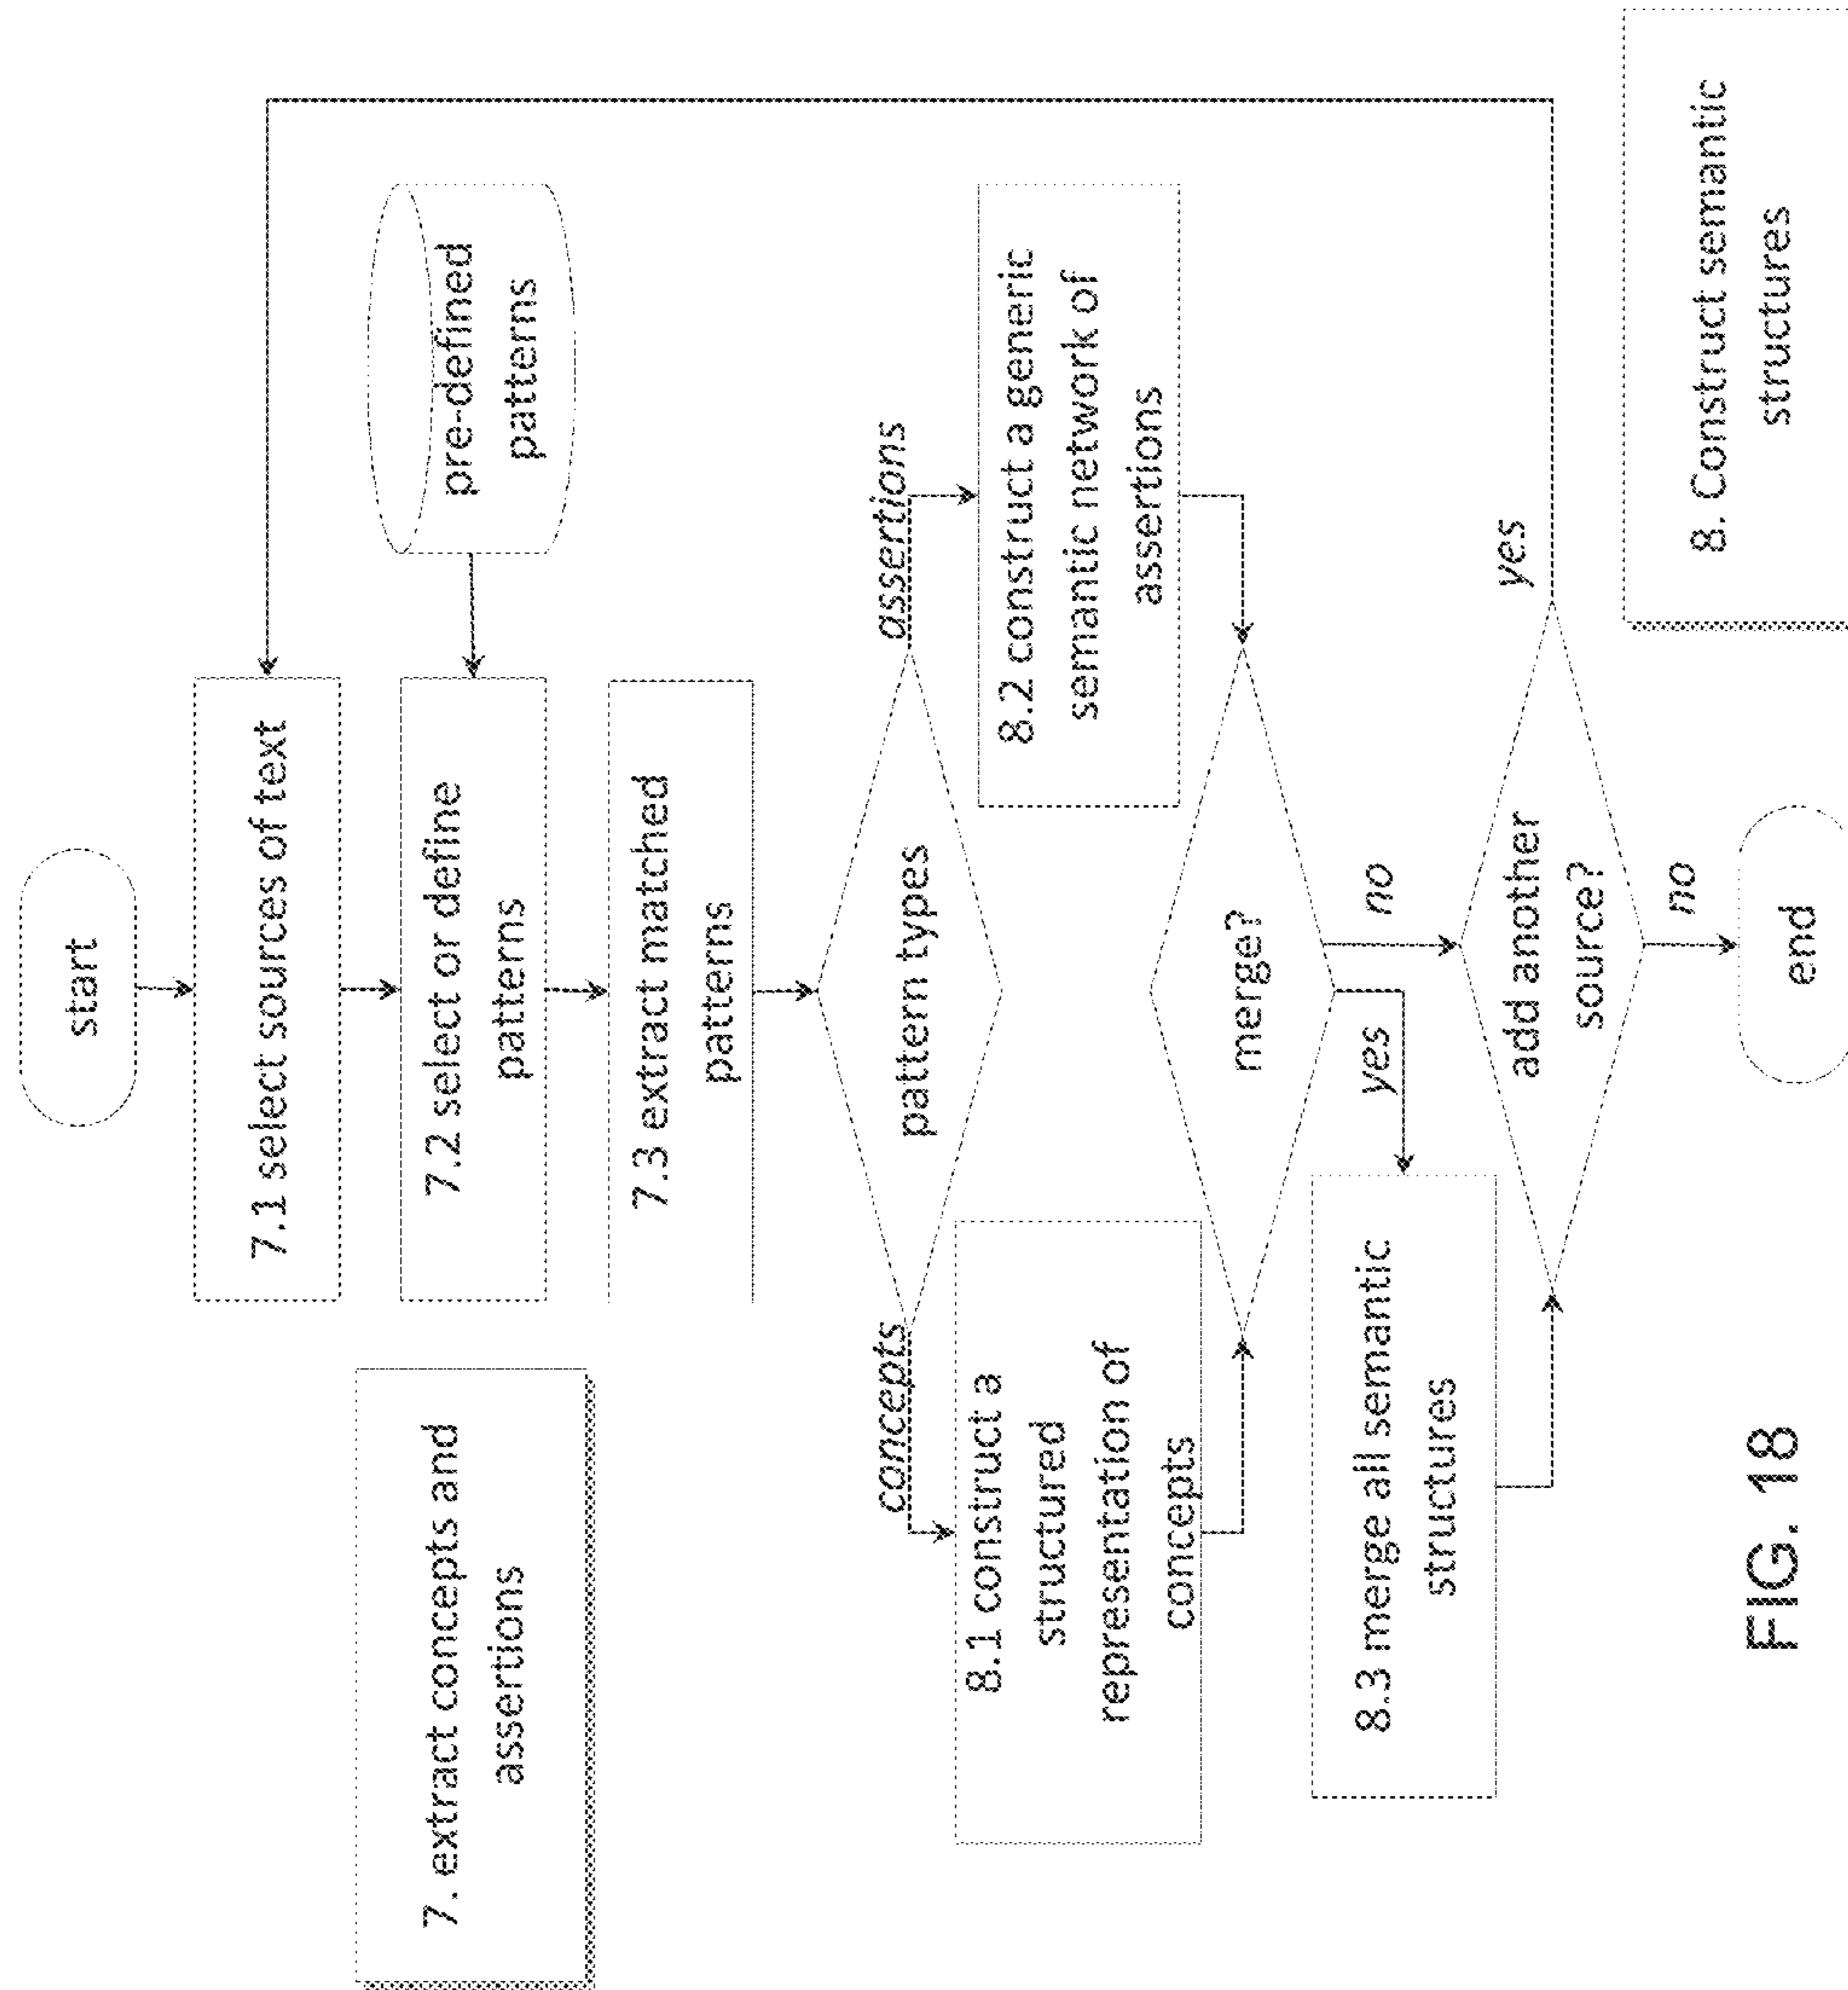 start
7.1 select sources of text
7. extract concepts and
assertions
7.2 select or define
patterns
pre-defined
patterns
7.3 extract matched
patterns
pattern types
concepts
assertions
8.1 construct a
structured
representation of
concepts
8.2 construct a generic
semantic network of
assertions
merge?
yes
no
8.3 merge all semantic
structures
add another
source?
yes
no
end
8. Construct semantic
structures
FIG. 18